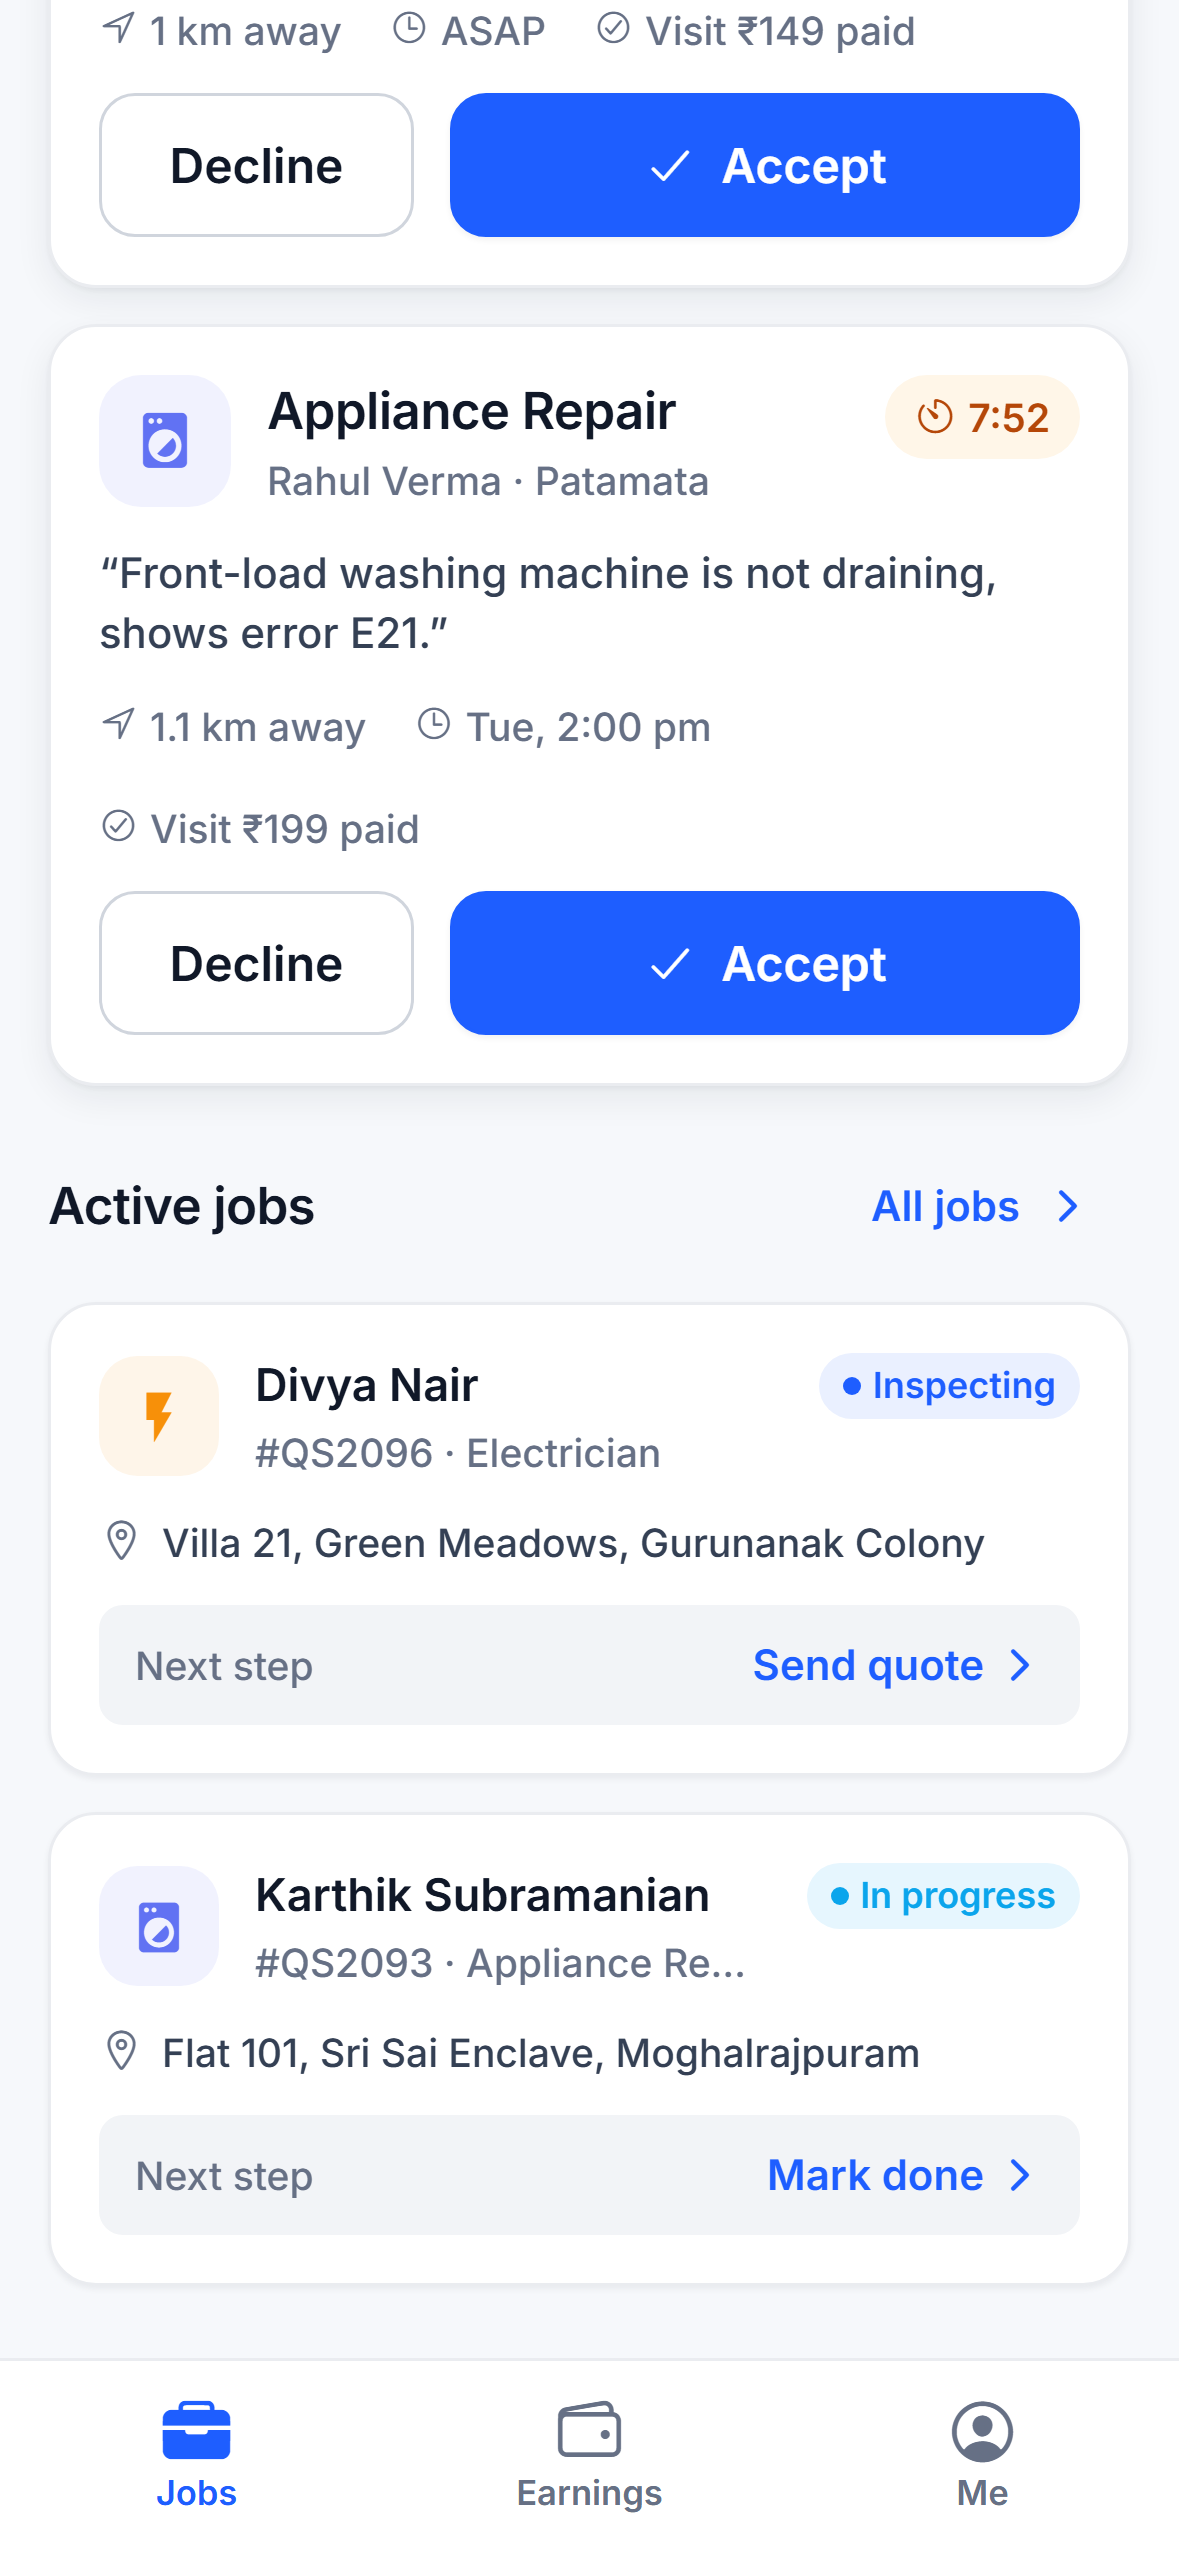 1 km away ASAP Visit ₹149 paid
Decline Accept
Appliance Repair 7:52
Rahul Verma · Patamata
“Front-load washing machine is not draining,
shows error E21.”
1.1 km away Tue, 2:00 pm
Visit ₹199 paid
Decline Accept
Active jobs All jobs
Divya Nair Inspecting
#QS2096 · Electrician
Villa 21, Green Meadows, Gurunanak Colony
Next step Send quote
Karthik Subramanian In progress
#QS2093 · Appliance Re...
Flat 101, Sri Sai Enclave, Moghalrajpuram
Next step Mark done
Jobs Earnings Me